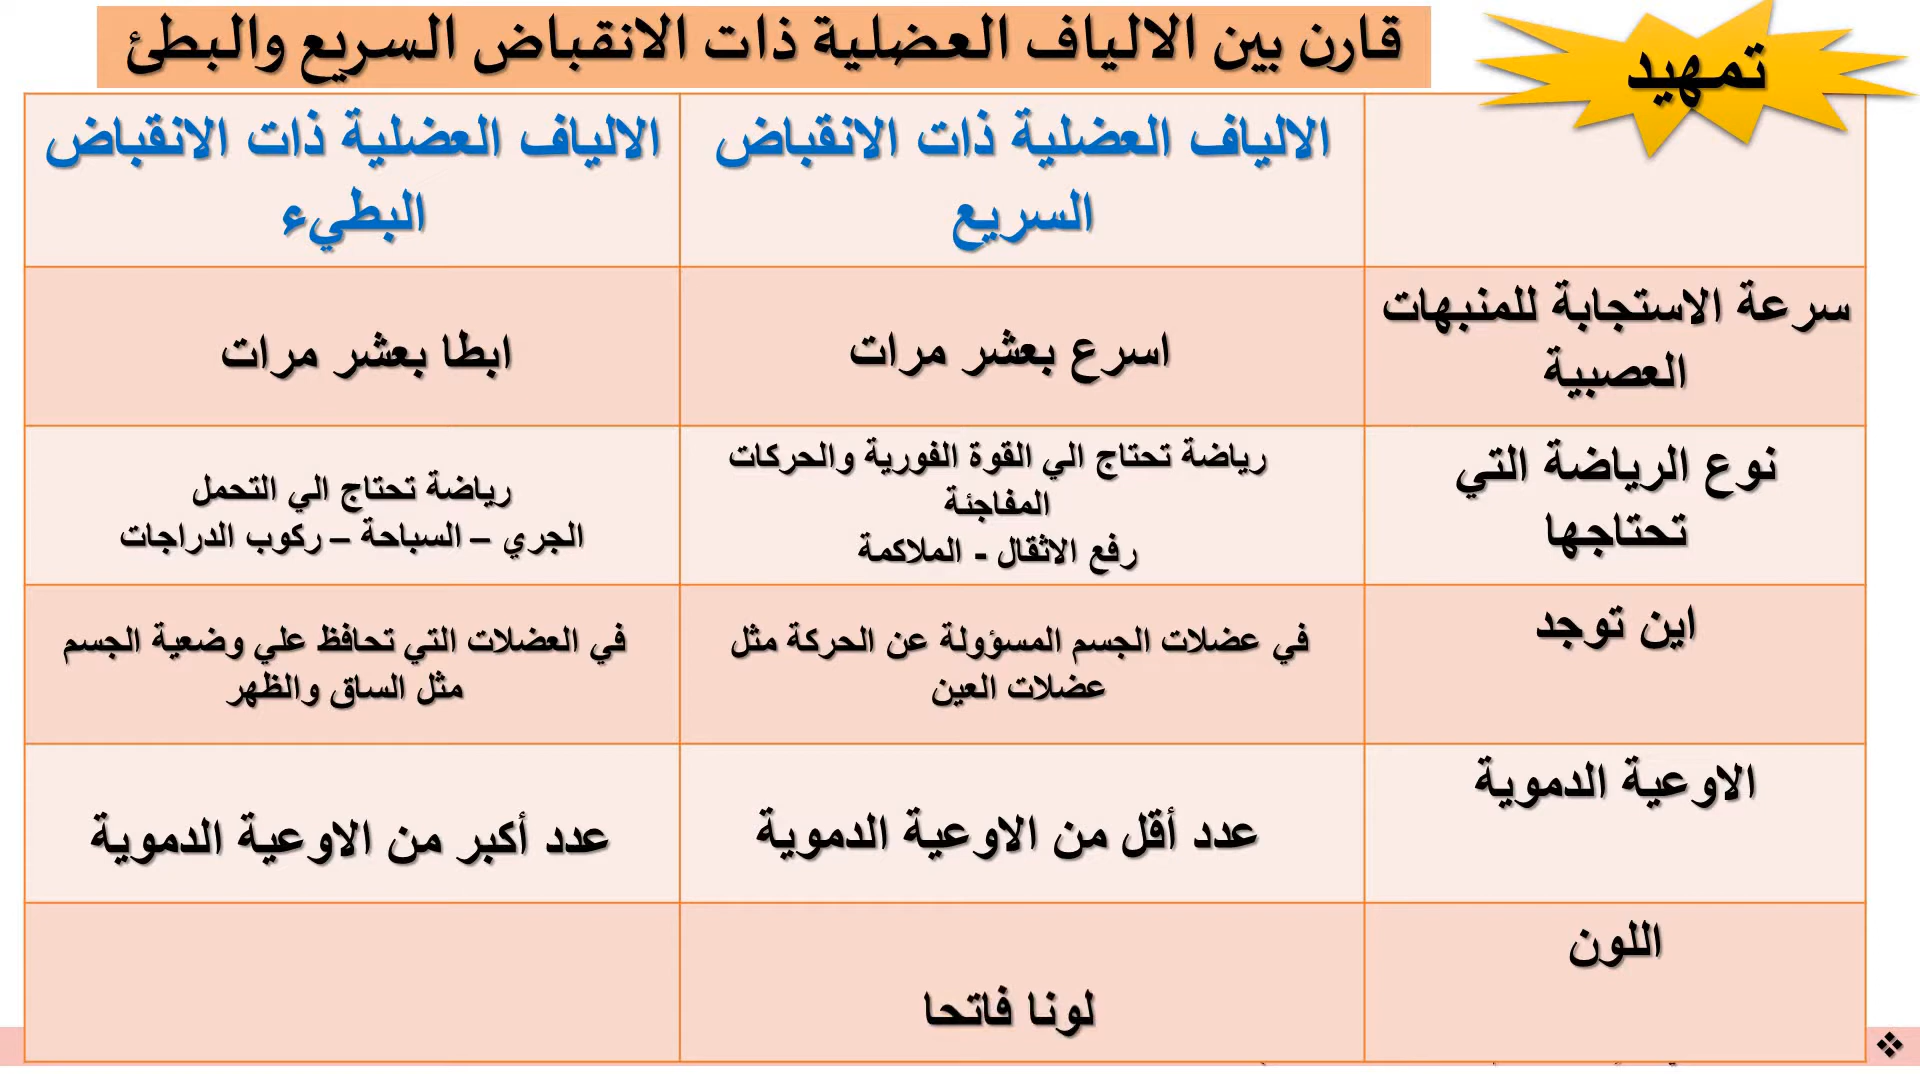 تمهيد
قارن بين الالياف العضلية ذات الانقباض السريع والبطئ
الالياف العضلية ذات الانقباض
السريع
الالياف العضلية ذات الانقباض
البطيء
سرعة الاستجابة للمنبهات
العصبية
اسرع بعشر مرات
ابطا بعشر مرات
نوع الرياضة التي
تحتاجها
رياضة تحتاج الي القوة الفورية والحركات
المفاجئة
رفع الاثقال - الملاكمة
رياضة تحتاج الي التحمل
الجري – السباحة – ركوب الدراجات
اين توجد
في عضلات الجسم المسؤولة عن الحركة مثل
عضلات العين
في العضلات التي تحافظ علي وضعية الجسم
مثل الساق والظهر
الاوعية الدموية
عدد أقل من الاوعية الدموية
عدد أكبر من الاوعية الدموية
اللون
لونا فاتحا